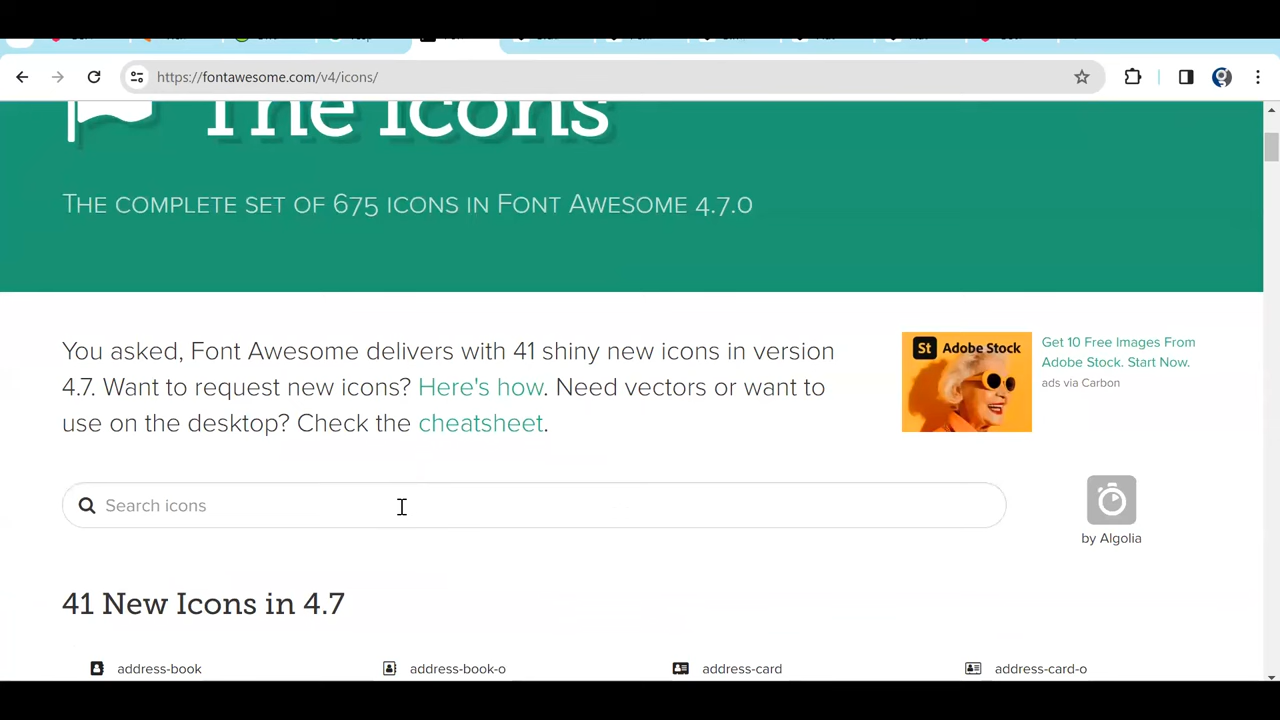 https://fontawesome.com/v4/icons/
The Icons
THE COMPLETE SET OF 675 ICONS IN FONT AWESOME 4.7.0
You asked, Font Awesome delivers with 41 shiny new icons in version
4.7. Want to request new icons? Here's how. Need vectors or want to
use on the desktop? Check the cheatsheet.
St Adobe Stock
Get 10 Free Images From
Adobe Stock. Start Now.
ads via Carbon
Search icons
by Algolia
41 New Icons in 4.7
address-book
address-book-o
address-card
address-card-o